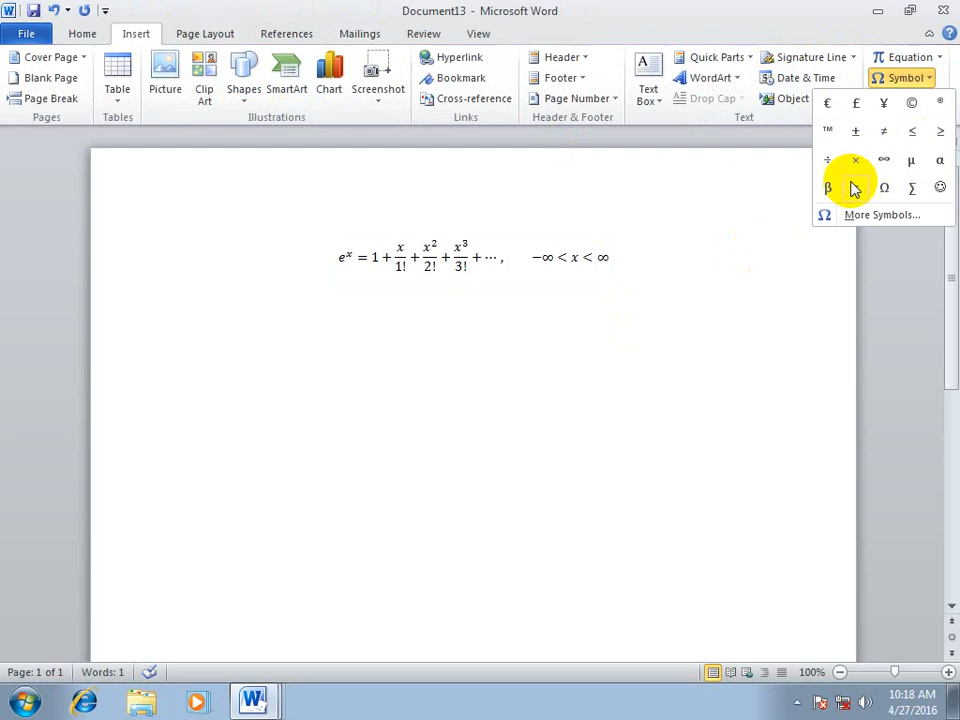 Document13 - Microsoft Word
File Home Insert Page Layout References Mailings Review View
Cover Page
Blank Page
Page Break
Pages
Table
Tables
Picture
Clip Art
Shapes
SmartArt
Chart
Screenshot
Illustrations
Hyperlink
Bookmark
Cross-reference
Links
Header
Footer
Page Number
Header & Footer
Text Box
Quick Parts
WordArt
Drop Cap
Signature Line
Date & Time
Object
Text
π Equation
Ω Symbol
€ £ ¥ © ®
™ ± ≠ ≤ ≥
÷ × ∞ µ α
β Ω ∑ ☺
Ω More Symbols...
eˣ = 1 + x/1! + x²/2! + x³/3! + ⋯ , −∞ < x < ∞
Page: 1 of 1 Words: 1 100%
10:18 AM
4/27/2016